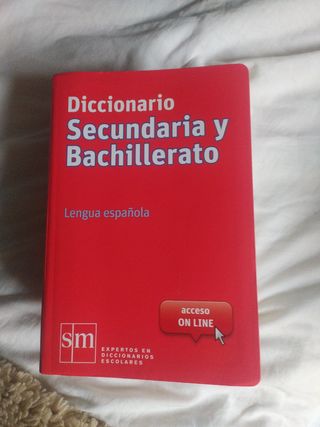 Diccionario
Secundaria y
Bachillerato
Lengua española
acceso
ON LINE
sm
EXPERTOS EN
DICCIONARIOS
ESCOLARES